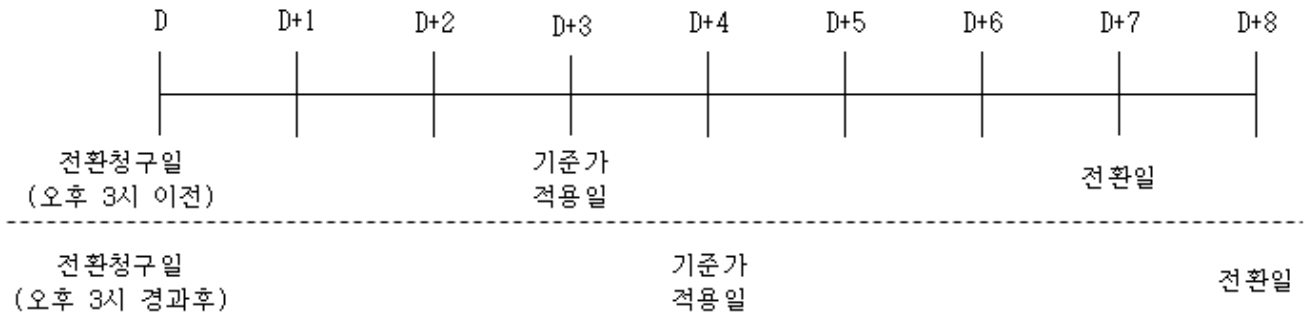 D D+1 D+2 D+3 D+4 D+5 D+6 D+7 D+8
전환청구일 기준가 전환일
(오후 3시 이전) 적용일
전환청구일 기준가 전환일
(오후 3시 경과후) 적용일